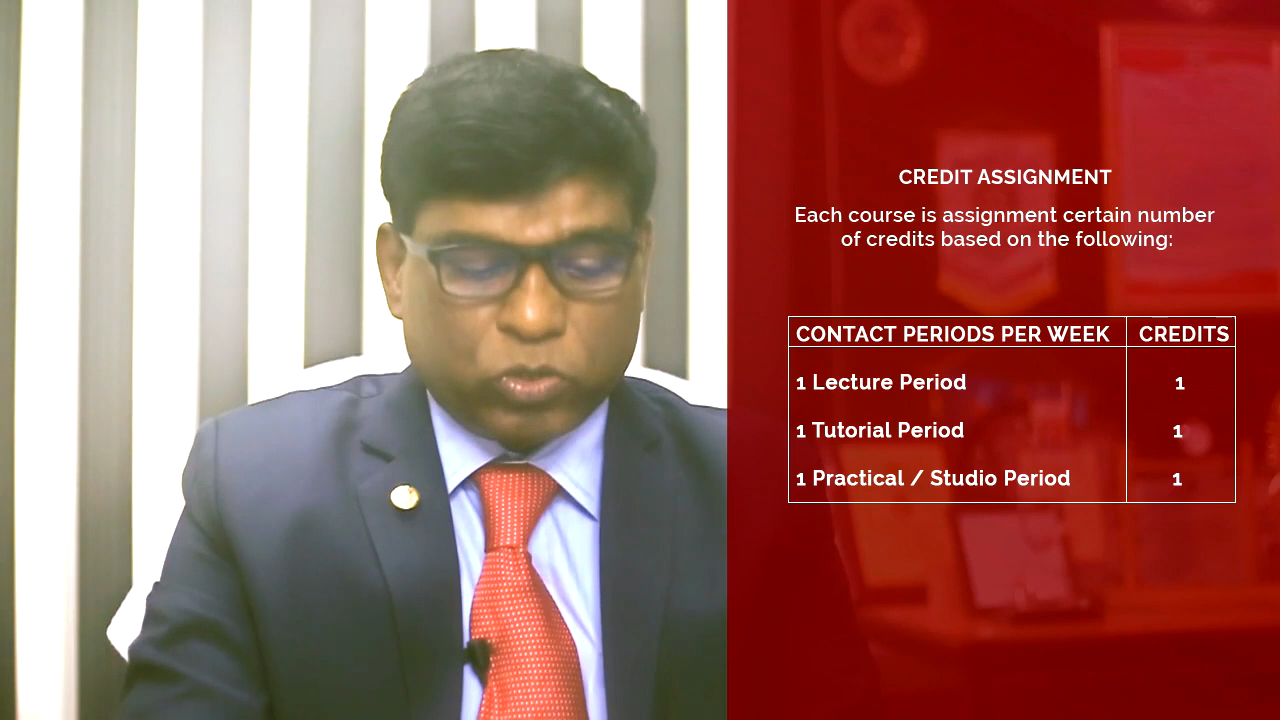 CREDIT ASSIGNMENT
Each course is assignment certain number
of credits based on the following:
CONTACT PERIODS PER WEEK CREDITS
1 Lecture Period 1
1 Tutorial Period 1
1 Practical / Studio Period 1